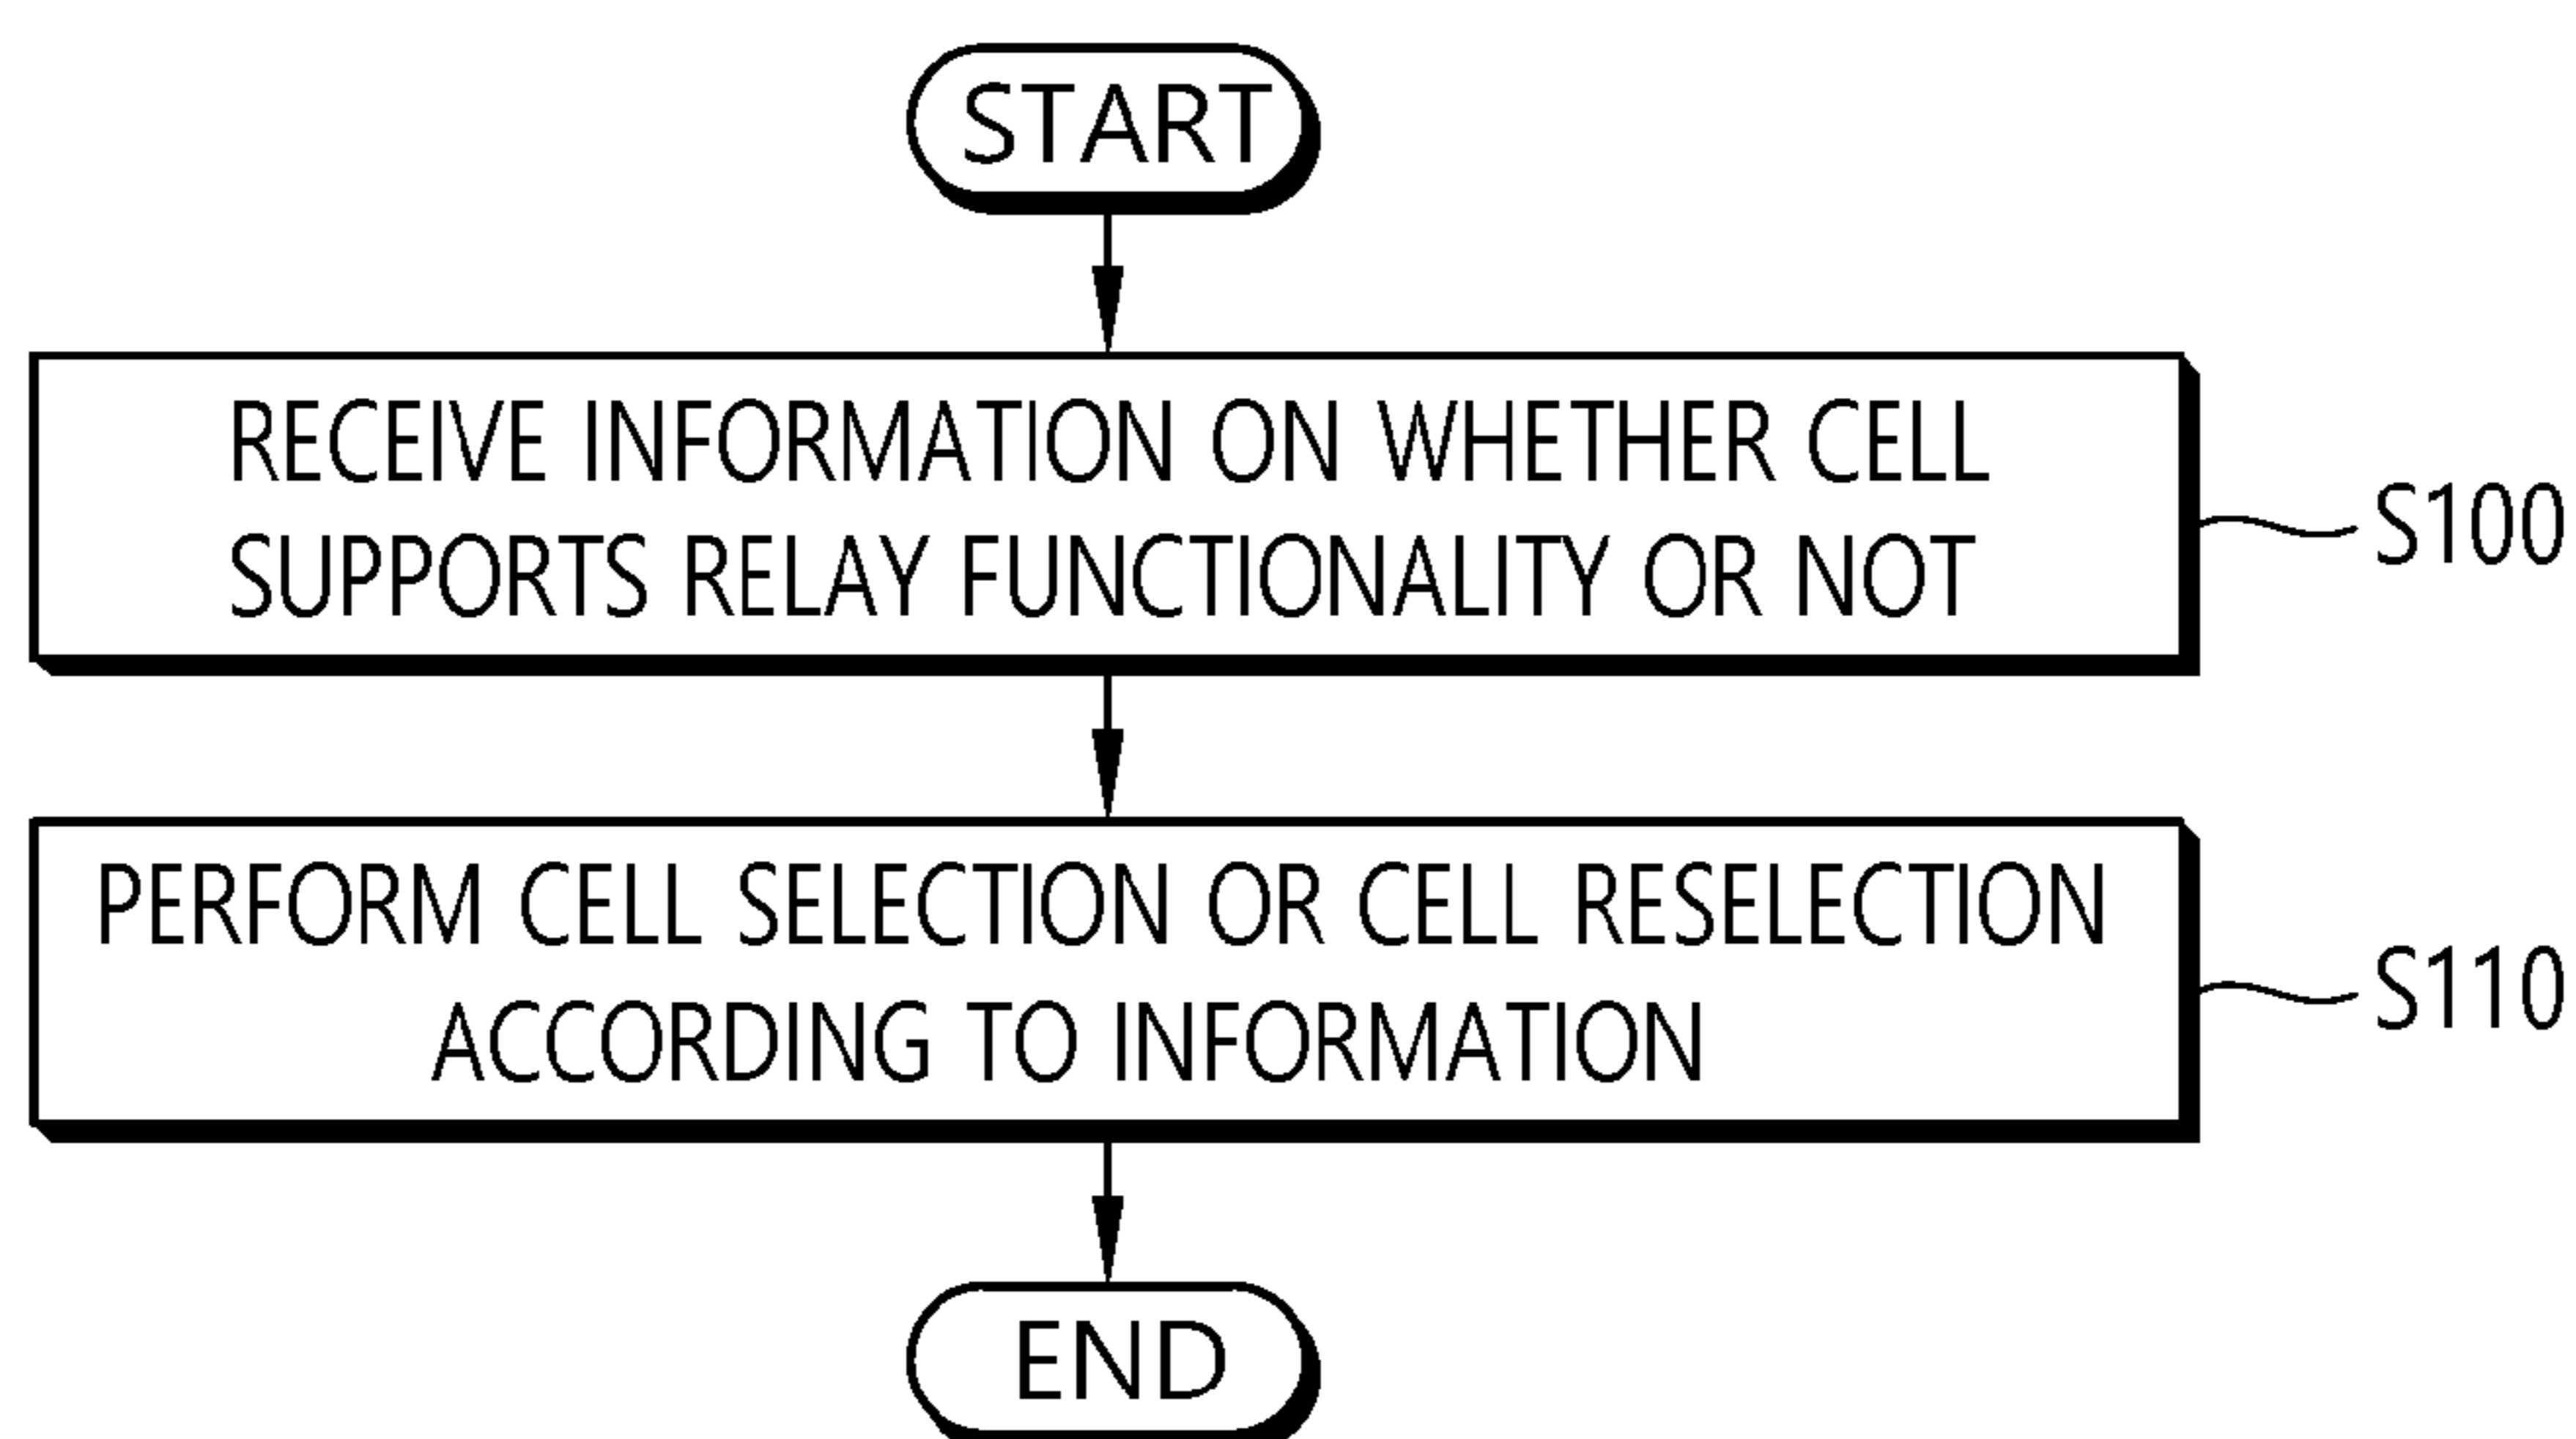 START
RECEIVE INFORMATION ON WHETHER CELL
SUPPORTS RELAY FUNCTIONALITY OR NOT
S100
PERFORM CELL SELECTION OR CELL RESELECTION
ACCORDING TO INFORMATION
S110
END